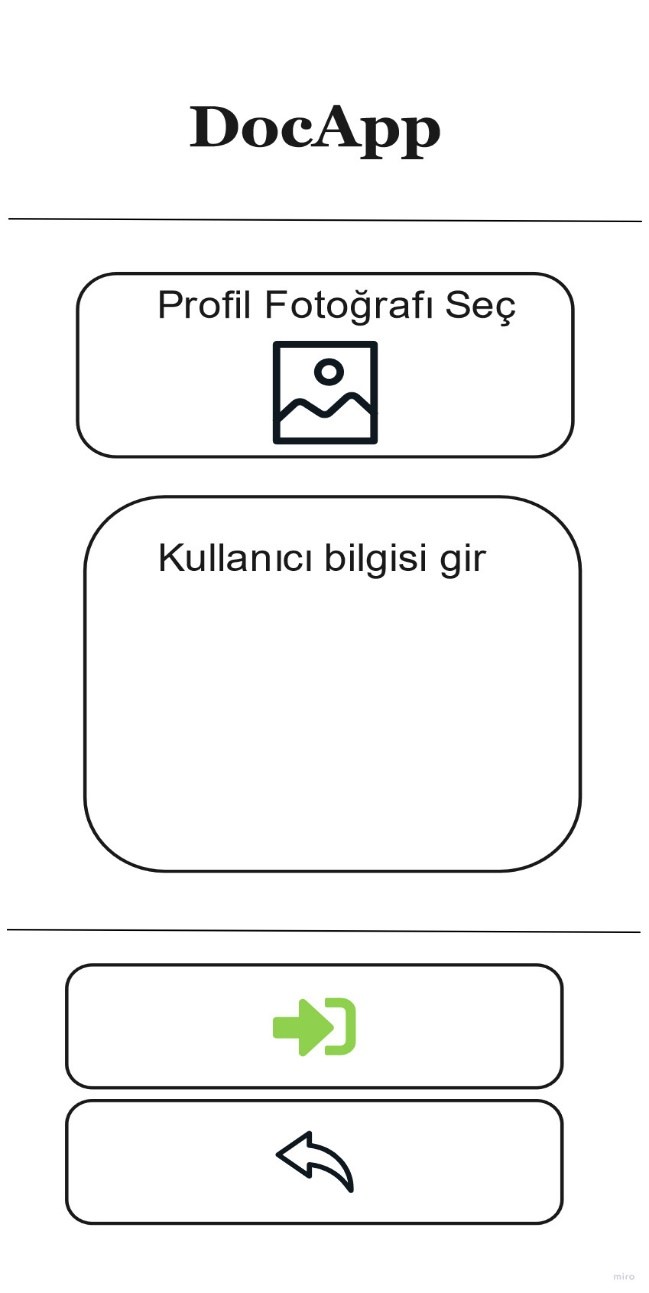 DocApp
Profil Fotoğrafı Seç
Kullanıcı bilgisi gir
miro